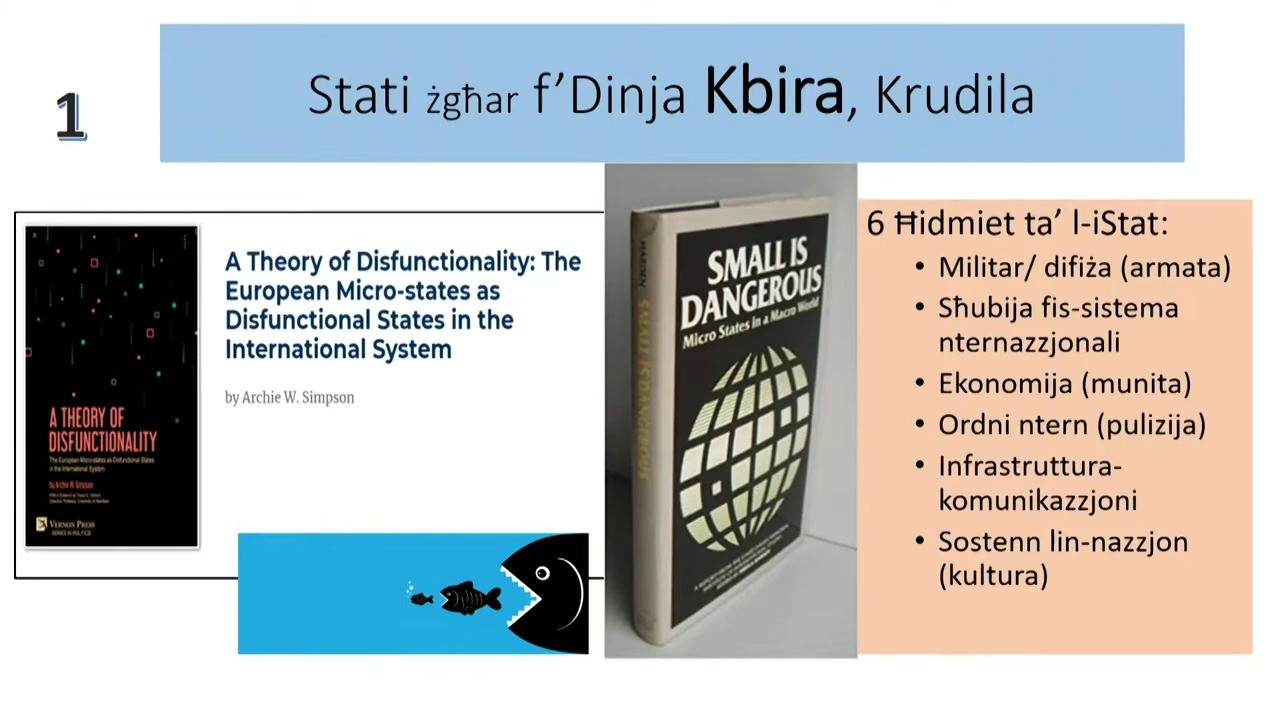 1
Stati żgħar f’Dinja Kbira, Krudila
A THEORY OF
DISFUNCTIONALITY
The European Micro-states as Disfunctional States
in the International System
by Archie W. Simpson
VERNON PRESS
SERIES IN POLITICS
A Theory of Disfunctionality: The
European Micro-states as
Disfunctional States in the
International System
by Archie W. Simpson
HARDEN
SMALL IS DANGEROUS
SMALL IS
DANGEROUS
Micro States in a Macro World
6 Ħidmiet ta’ l-iStat:
• Militar/ difiża (armata)
• Sħubija fis-sistema
nternazzjonali
• Ekonomija (munita)
• Ordni ntern (pulizija)
• Infrastruttura-
komunikazzjoni
• Sostenn lin-nazzjon
(kultura)